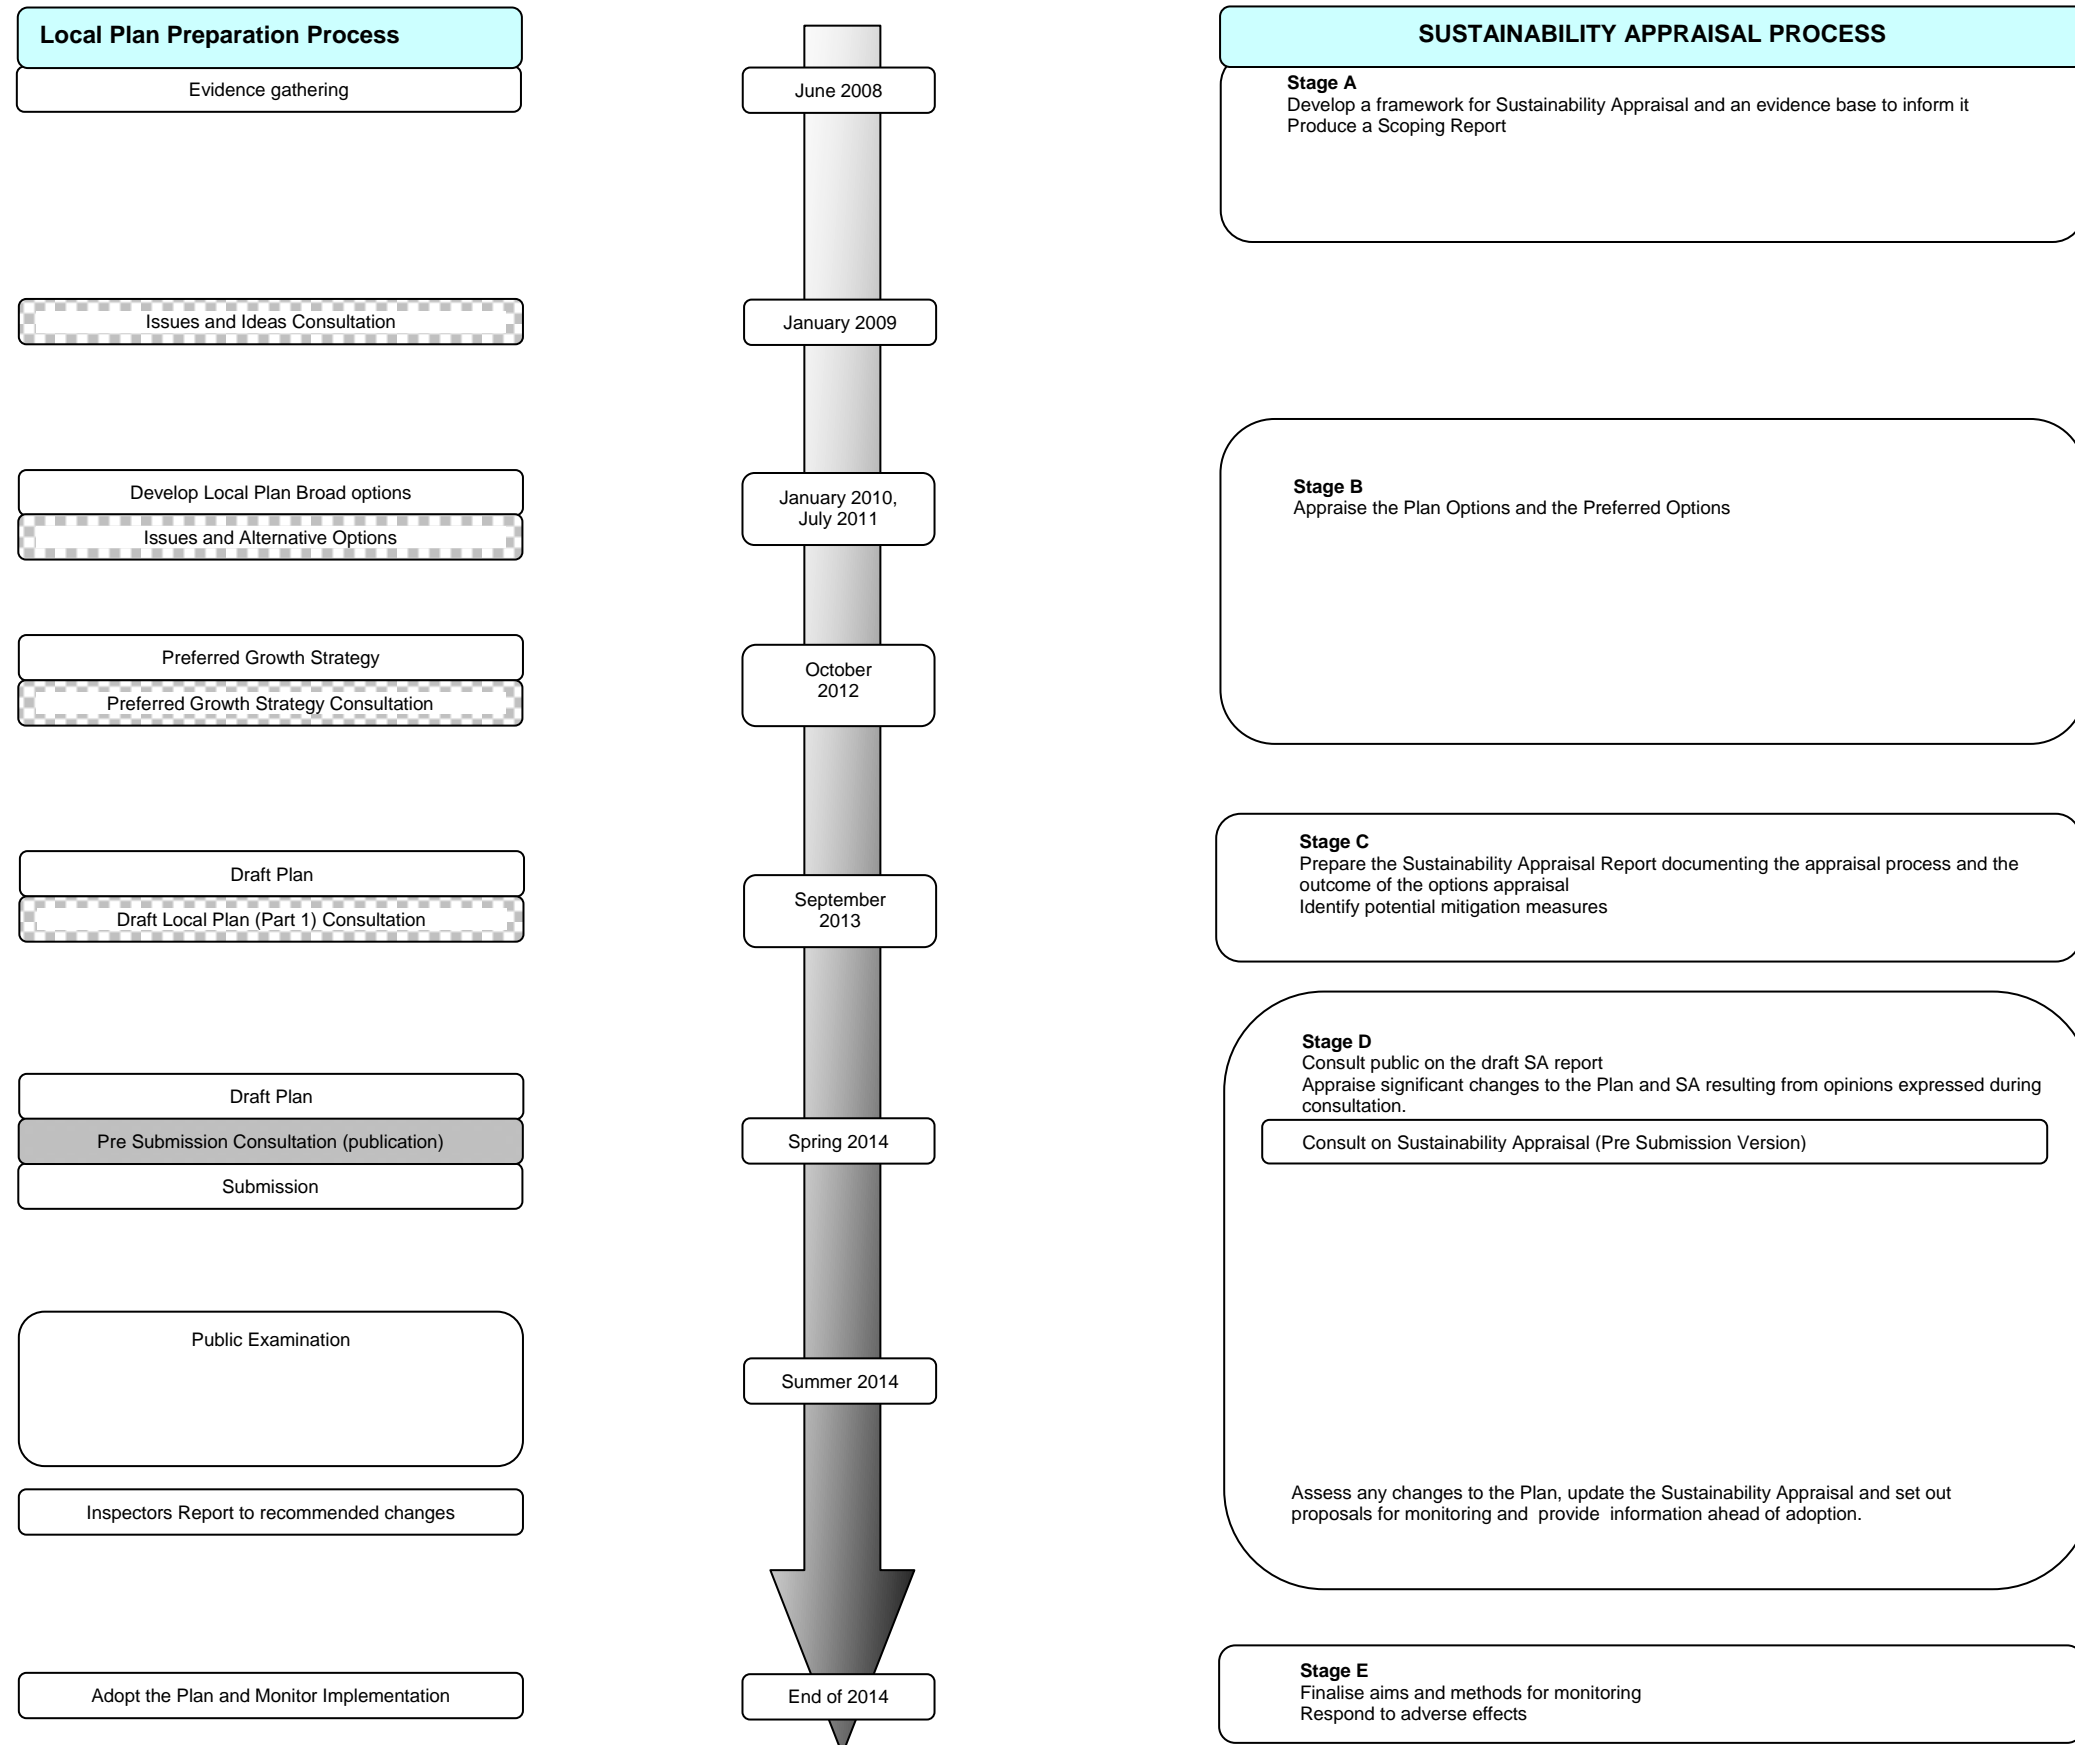 Local Plan Preparation Process
Evidence gathering
Issues and Ideas Consultation
Develop Local Plan Broad options
Issues and Alternative Options
Preferred Growth Strategy
Preferred Growth Strategy Consultation
Draft Plan
Draft Local Plan (Part 1) Consultation
Draft Plan
Pre Submission Consultation (publication)
Submission
Public Examination
Inspectors Report to recommended changes
Adopt the Plan and Monitor Implementation
June 2008
January 2009
January 2010,
July 2011
October
2012
September
2013
Spring 2014
Summer 2014
End of 2014
SUSTAINABILITY APPRAISAL PROCESS
Stage A
Develop a framework for Sustainability Appraisal and an evidence base to inform it
Produce a Scoping Report
Stage B
Appraise the Plan Options and the Preferred Options
Stage C
Prepare the Sustainability Appraisal Report documenting the appraisal process and the
outcome of the options appraisal
Identify potential mitigation measures
Stage D
Consult public on the draft SA report
Appraise significant changes to the Plan and SA resulting from opinions expressed during
consultation.
Consult on Sustainability Appraisal (Pre Submission Version)
Assess any changes to the Plan, update the Sustainability Appraisal and set out
proposals for monitoring and  provide  information ahead of adoption.
Stage E
Finalise aims and methods for monitoring
Respond to adverse effects